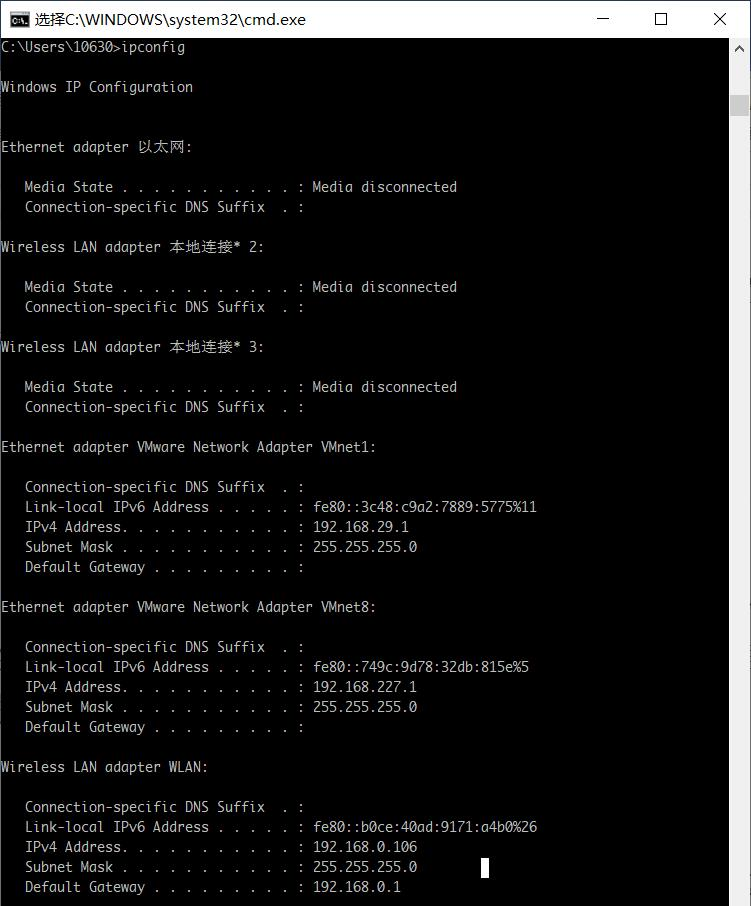 选择C:\WINDOWS\system32\cmd.exe
C:\Users\10630>ipconfig
Windows IP Configuration
Ethernet adapter 以太网:
Media State . . . . . . . . . . . : Media disconnected
Connection-specific DNS Suffix  . :
Wireless LAN adapter 本地连接* 2:
Media State . . . . . . . . . . . : Media disconnected
Connection-specific DNS Suffix  . :
Wireless LAN adapter 本地连接* 3:
Media State . . . . . . . . . . . : Media disconnected
Connection-specific DNS Suffix  . :
Ethernet adapter VMware Network Adapter VMnet1:
Connection-specific DNS Suffix  . :
Link-local IPv6 Address . . . . . : fe80::3c48:c9a2:7889:5775%11
IPv4 Address. . . . . . . . . . . : 192.168.29.1
Subnet Mask . . . . . . . . . . . : 255.255.255.0
Default Gateway . . . . . . . . . :
Ethernet adapter VMware Network Adapter VMnet8:
Connection-specific DNS Suffix  . :
Link-local IPv6 Address . . . . . : fe80::749c:9d78:32db:815e%5
IPv4 Address. . . . . . . . . . . : 192.168.227.1
Subnet Mask . . . . . . . . . . . : 255.255.255.0
Default Gateway . . . . . . . . . :
Wireless LAN adapter WLAN:
Connection-specific DNS Suffix  . :
Link-local IPv6 Address . . . . . : fe80::b0ce:40ad:9171:a4b0%26
IPv4 Address. . . . . . . . . . . : 192.168.0.106
Subnet Mask . . . . . . . . . . . : 255.255.255.0
Default Gateway . . . . . . . . . : 192.168.0.1